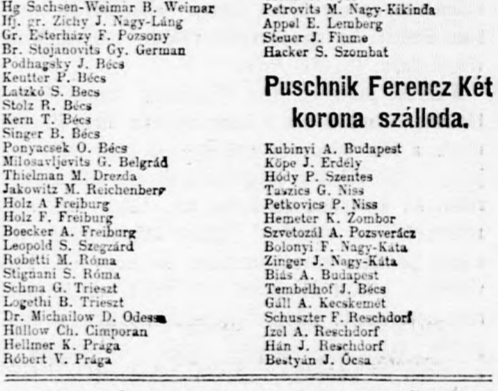 Hg Sachsen-Weimar B. Weimar
Ifj. gr. Zichy J. Nagy-Láng
Gr. Esterházy F. Pozsony
Br. Stojanovits Gy. German
Podhagsky J. Bécs
Keutter P. Bécs
Latzkó S. Becs
Stolz R. Bécs
Kern T. Bécs
Singer B. Bécs
Ponyacsek O. Bécs
Milosavljevits G. Belgrád
Thielman M. Drezda
Jakowitz M. Reichenberg
Holz A Freiburg
Holz F. Freiburg
Boecker A. Freiburg
Leopold S. Szegzárd
Robetti M. Róma
Stignani S. Róma
Schma G. Trieszt
Logethi B. Trieszt
Dr. Michailow D. Odessa
Hüllow Ch. Cimporan
Hellmer K. Prága
Róbert V. Prága
Petrovits M. Nagy-Kikinda
Appel E. Lemberg
Steuer J. Fiume
Hacker S. Szombat
Puschnik Ferencz Két
korona szálloda.
Kubinyi A. Budapest
Köpe J. Erdély
Hódy P. Szentes
Taszics G. Niss
Petkovics P. Niss
Hemeter K. Zombor
Szvetozál A. Pozsverácz
Bolonyi F. Nagy-Kata
Zinger J. Nagy-Káta
Biás A. Budapest
Tembelhof J. Bécs
Gáll A. Kecskemét
Schuszter F. Reschdorf
Izel A. Reschdorf
Hán J. Reschdorf
Bestyán J. Ócsa